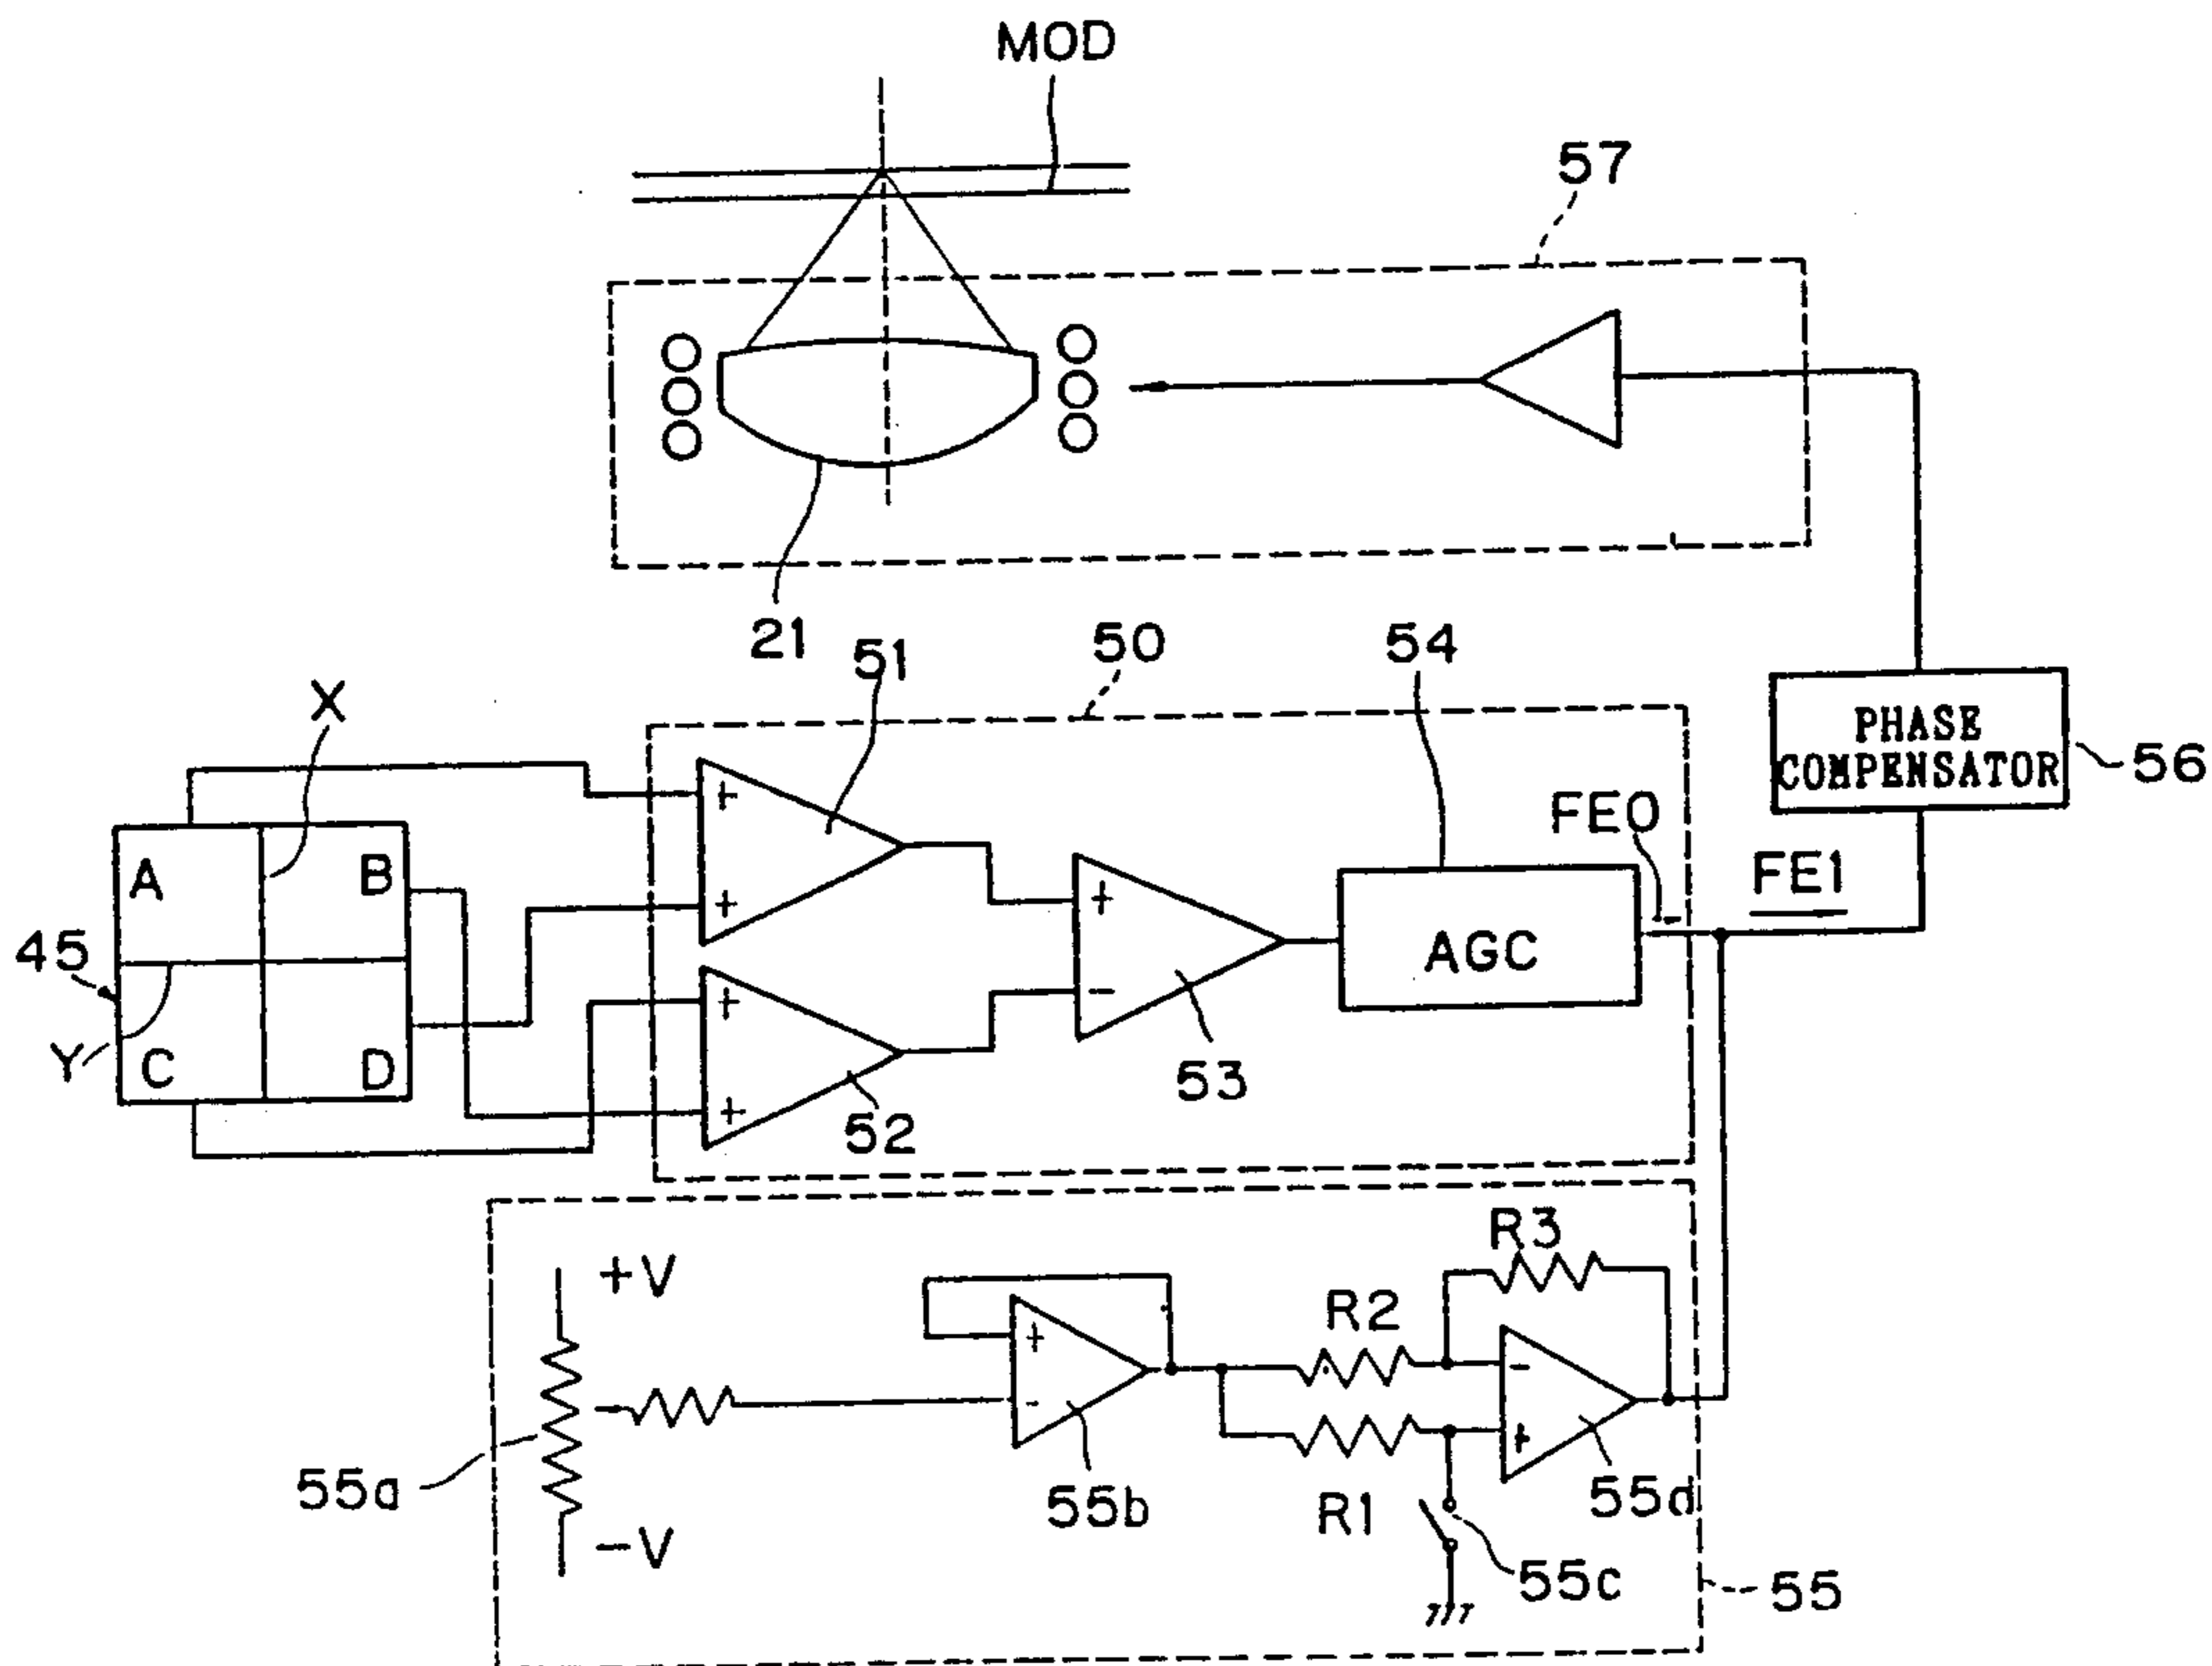 MOD
57
21
51
50
54
X
PHASE
COMPENSATOR
56
+
+
FE0
FE1
A
B
+
45
AGC
+
-
Y
C
D
+
53
52
R3
+V
R2
+
-
-
+
55a
55b
R1
55d
-V
55c
55